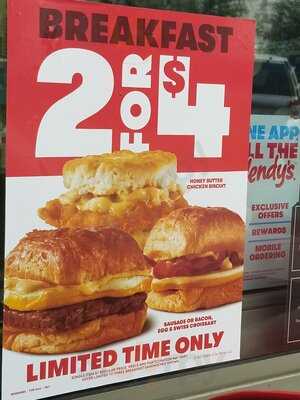 BREAKFAST
2 FOR $4
HONEY BUTTER
CHICKEN BISCUIT
SAUSAGE OR BACON,
EGG & SWISS CROISSANT
LIMITED TIME ONLY
NE APP
LL THE
endy's.
EXCLUSIVE
OFFERS
REWARDS
MOBILE
ORDERING